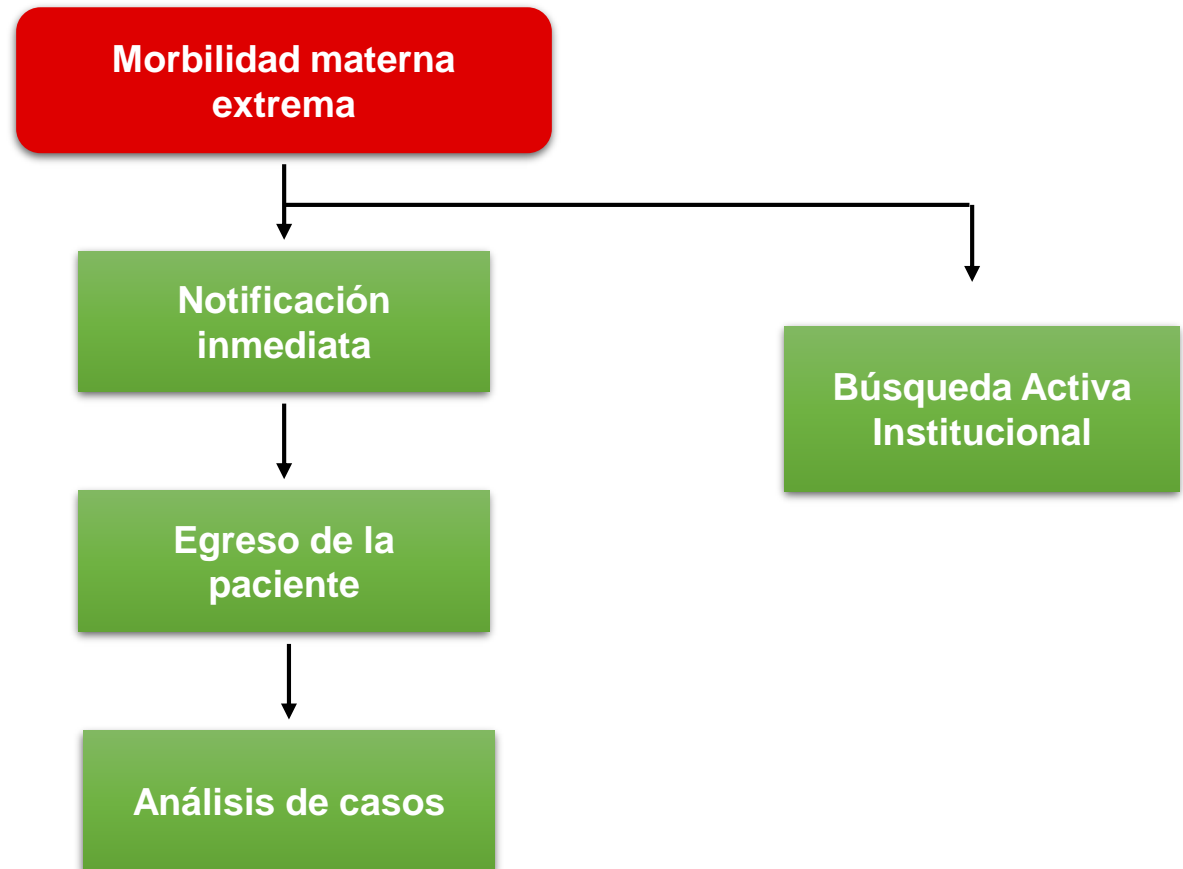 Morbilidad materna
extrema
Notificación
inmediata
Búsqueda Activa
Institucional
Egreso de la
paciente
Análisis de casos